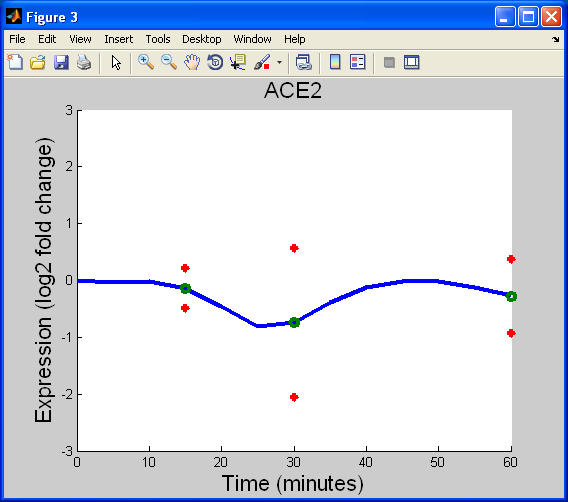 Figure 3
File Edit View Insert Tools Desktop Window Help
ACE2
Expression (log2 fold change)
3
2
1
0
-1
-2
-3
0 10 20 30 40 50 60
Time (minutes)